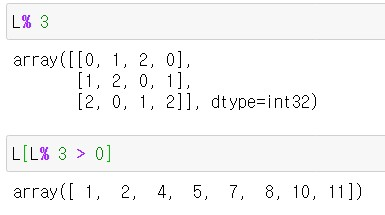 L% 3
array([[0, 1, 2, 0],
[1, 2, 0, 1],
[2, 0, 1, 2]], dtype=int32)
L[L% 3 > 0]
array([ 1,  2,  4,  5,  7,  8, 10, 11])